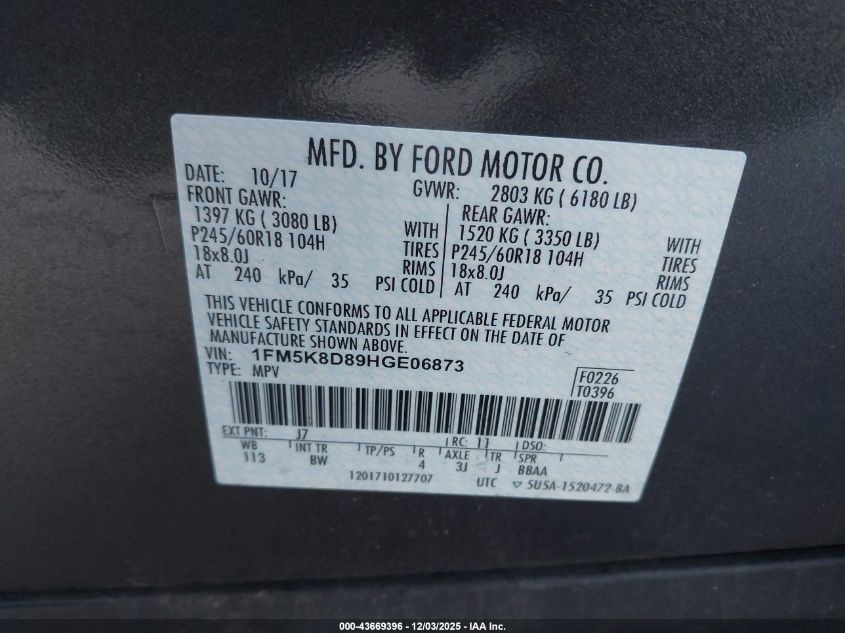 MFD. BY FORD MOTOR CO.
DATE: 10/17 GVWR: 2803 KG ( 6180 LB)
FRONT GAWR: REAR GAWR:
1397 KG ( 3080 LB) WITH 1520 KG ( 3350 LB) WITH
P245/60R18 104H TIRES P245/60R18 104H TIRES
18x8.0J RIMS 18x8.0J RIMS
AT 240 kPa/ 35 PSI COLD AT 240 kPa/ 35 PSI COLD
THIS VEHICLE CONFORMS TO ALL APPLICABLE FEDERAL MOTOR
VEHICLE SAFETY STANDARDS IN EFFECT ON THE DATE OF
MANUFACTURE SHOWN ABOVE.
VIN: 1FM5K8D89HGE06873
TYPE: MPV
F0226
T0396
EXT PNT: J7 RC: 11 DSO:
WB INT TR TP/PS R AXLE TR SPR
113 BW 4 3J J BBAA
1201710127707 UTC ▽ 5U5A-1520472-BA
000-43669396 - 12/03/2025 - IAA Inc.